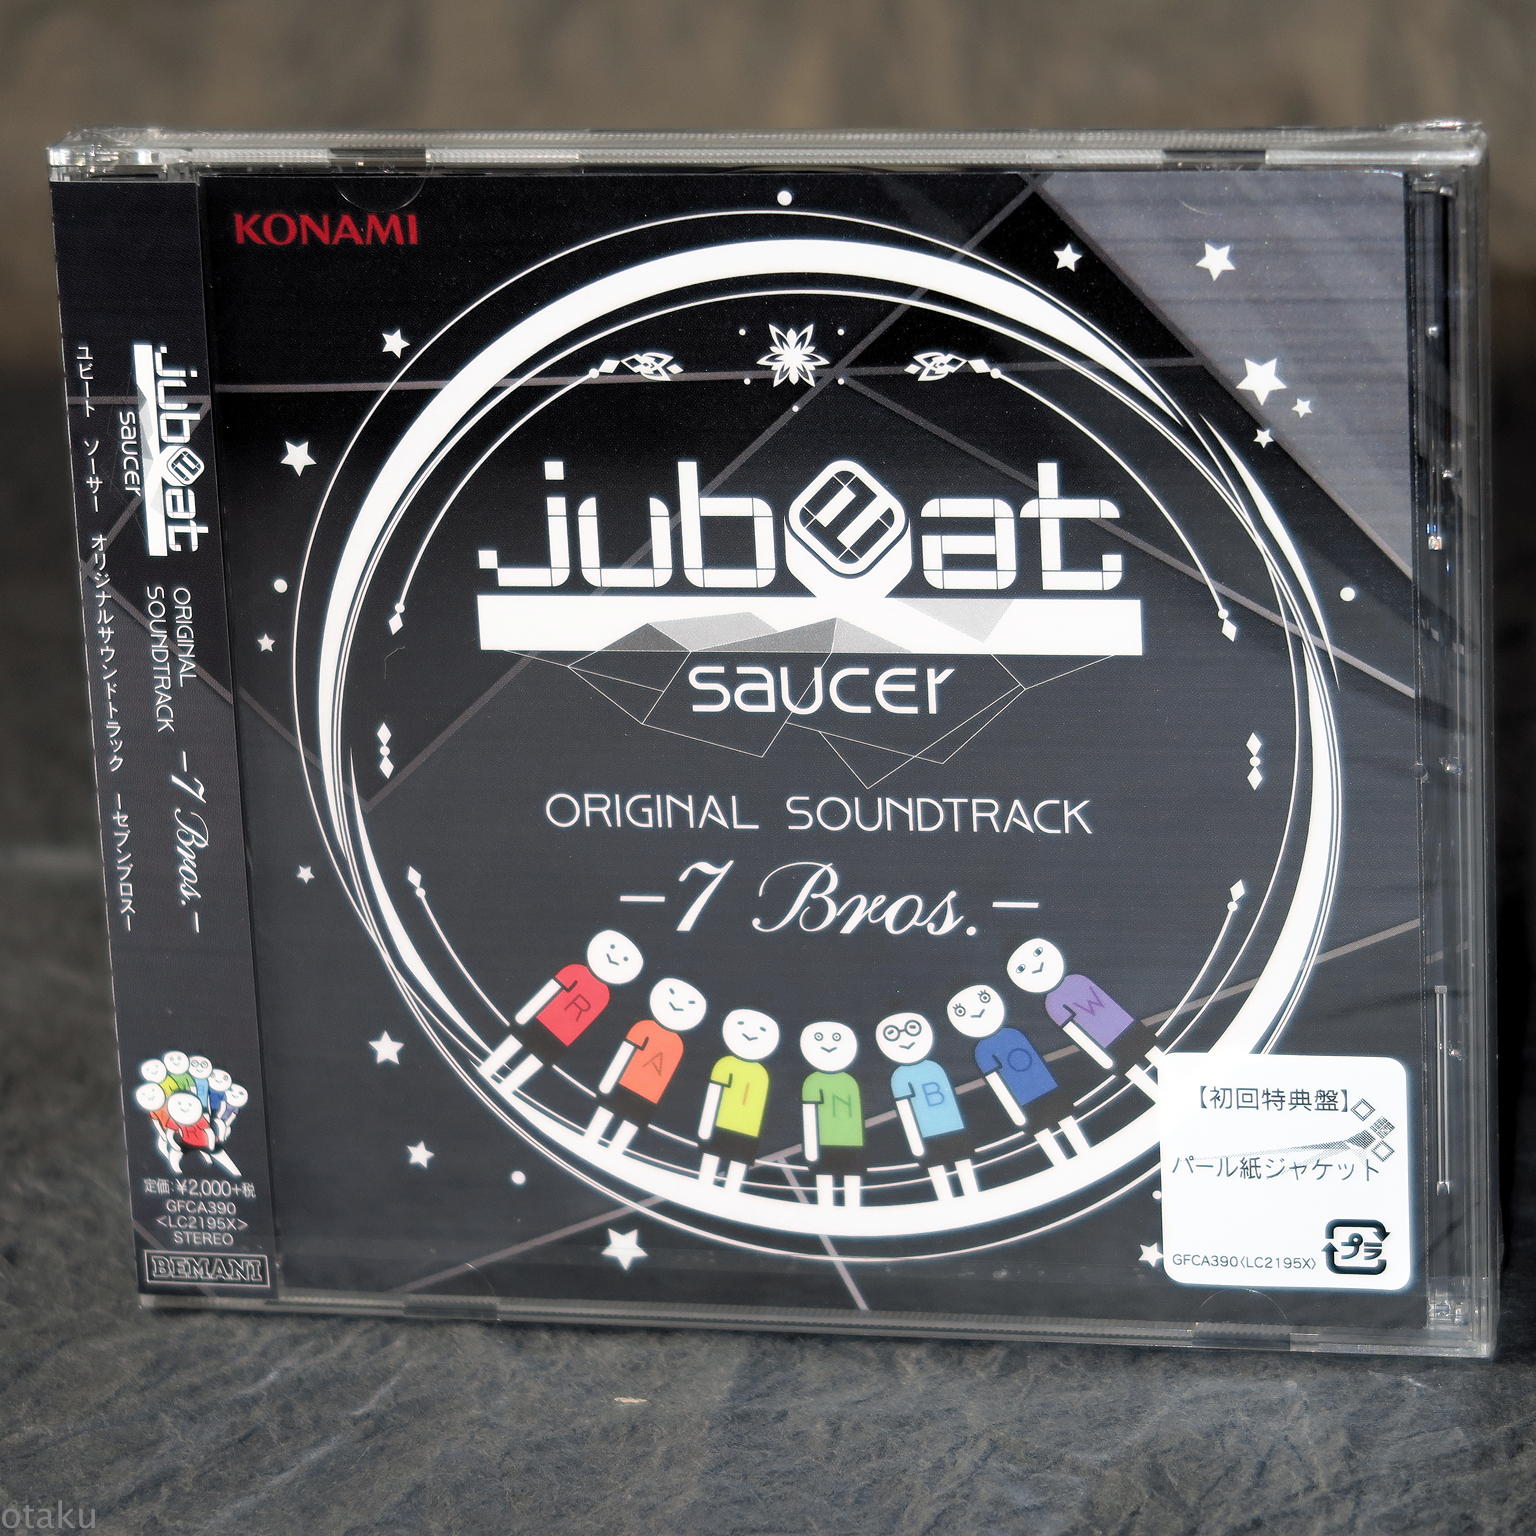 KONAMI
jubeat
saucer
ORIGINAL SOUNDTRACK
-7 Bros.-
R
A
I
N
B
O
W
jubeat
saucer
ORIGINAL
SOUNDTRACK
-7 Bros.-
ユビート ソーサー オリジナルサウンドトラック ーセブンブロスー
定価:¥2,000+税
GFCA390
<LC2195X>
STEREO
BEMANI
【初回特典盤】
パール紙ジャケット
プラ
GFCA390<LC2195X>
otaku